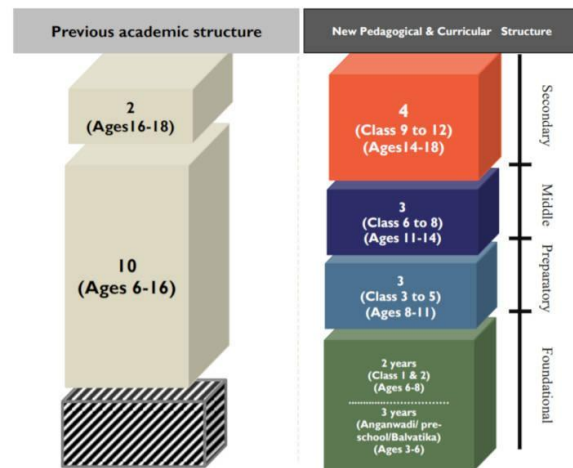 Previous academic structure
New Pedagogical & Curricular Structure
2
(Ages16-18)
10
(Ages 6-16)
4
(Class 9 to 12)
(Ages14-18)
3
(Class 6 to 8)
(Ages 11-14)
3
(Class 3 to 5)
(Ages 8-11)
2 years
(Class 1 & 2)
(Ages 6-8)
3 years
(Anganwadi/ pre-
school/Balvatika)
(Ages 3-6)
Secondary
Middle
Preparatory
Foundational